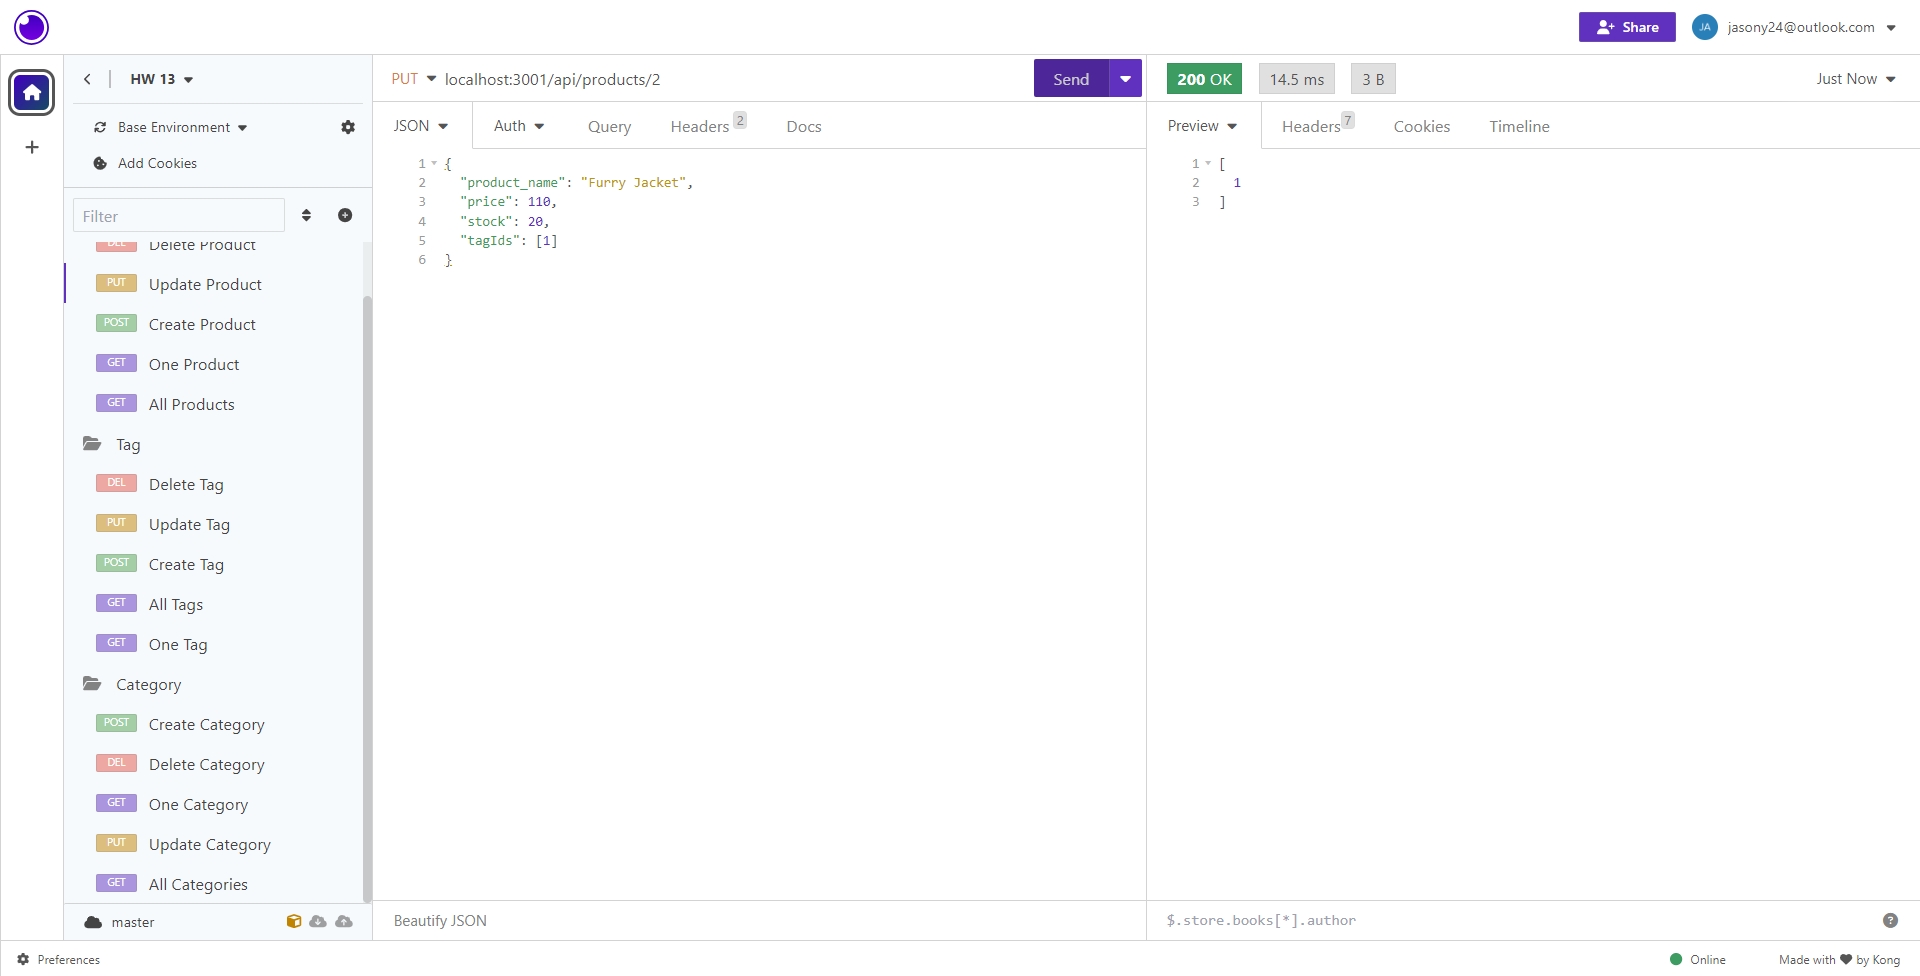 Share
JA
jasony24@outlook.com
HW 13
Base Environment
Add Cookies
Filter
DEL Delete Product
PUT Update Product
POST Create Product
GET One Product
GET All Products
Tag
DEL Delete Tag
PUT Update Tag
POST Create Tag
GET All Tags
GET One Tag
Category
POST Create Category
DEL Delete Category
GET One Category
PUT Update Category
GET All Categories
master
PUT localhost:3001/api/products/2
Send
JSON Auth Query Headers 2 Docs
1 {
2 "product_name": "Furry Jacket",
3 "price": 110,
4 "stock": 20,
5 "tagIds": [1]
6 }
Beautify JSON
200 OK 14.5 ms 3 B Just Now
Preview Headers 7 Cookies Timeline
1 [
2 1
3 ]
$.store.books[*].author
?
Preferences
Online
Made with by Kong